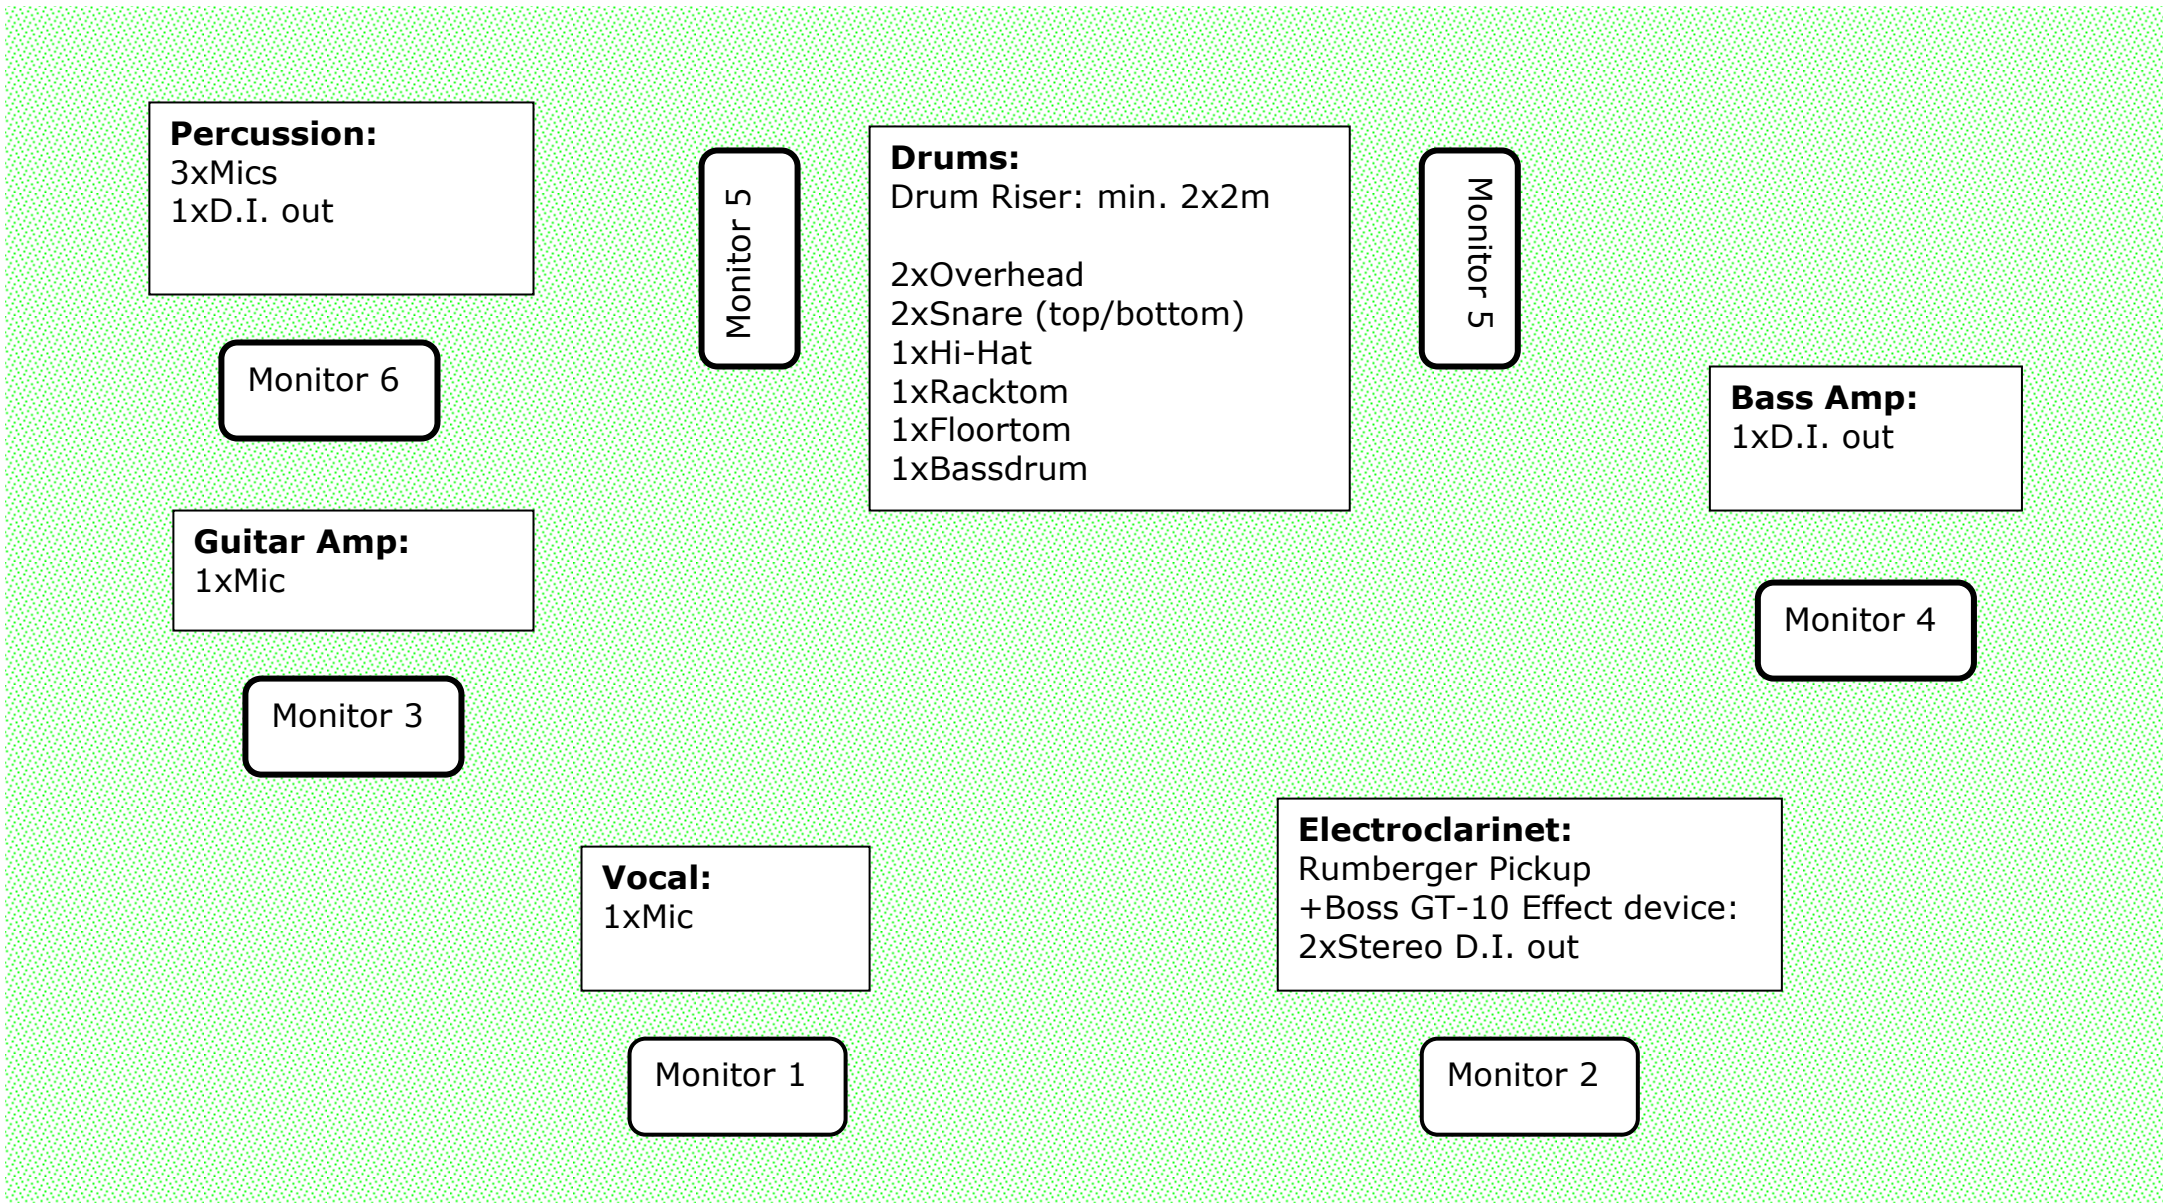 Percussion:
3xMics
1xD.I. out
Monitor 6
Monitor 5
Drums:
Drum Riser: min. 2x2m
2xOverhead
2xSnare (top/bottom)
1xHi-Hat
1xRacktom
1xFloortom
1xBassdrum
Monitor 5
Bass Amp:
1xD.I. out
Monitor 4
Guitar Amp:
1xMic
Monitor 3
Vocal:
1xMic
Monitor 1
Electroclarinet:
Rumberger Pickup
+Boss GT-10 Effect device:
2xStereo D.I. out
Monitor 2